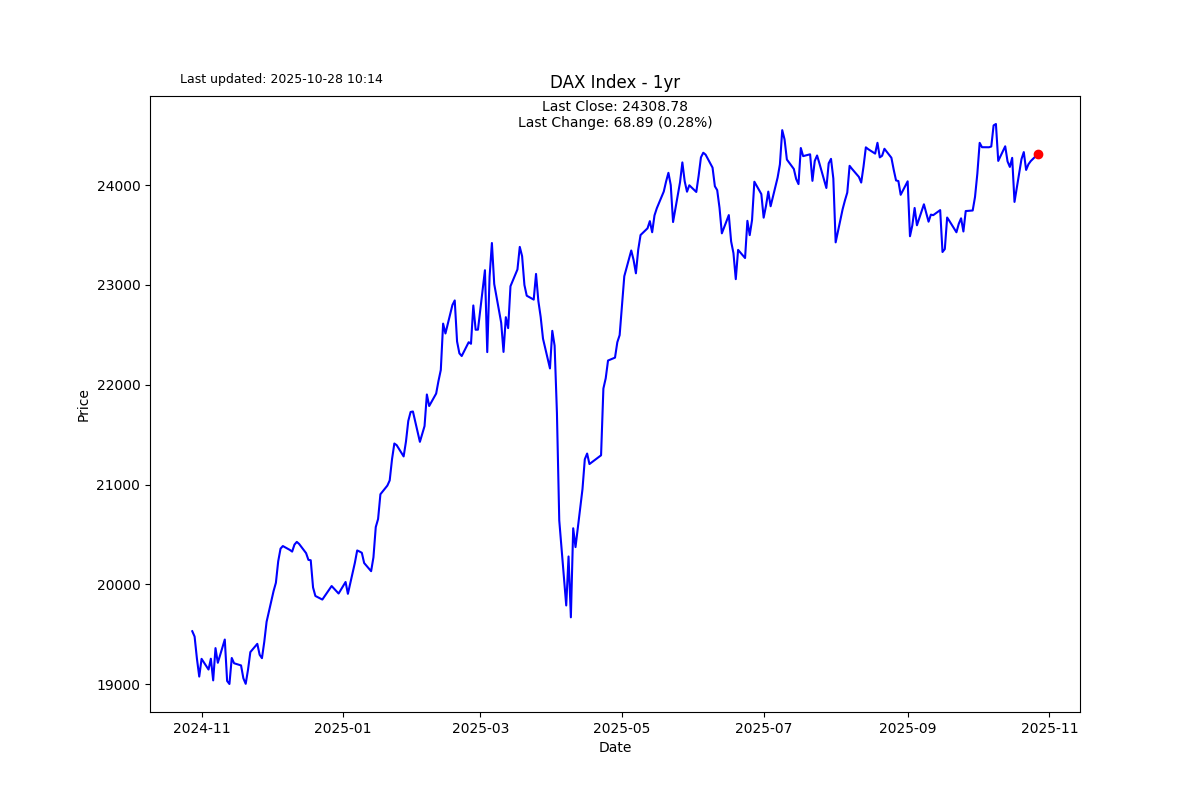 Last updated: 2025-10-28 10:14
DAX Index - 1yr
Last Close: 24308.78
Last Change: 68.89 (0.28%)
24000
23000
22000
21000
20000
19000
Price
2024-11
2025-01
2025-03
2025-05
2025-07
2025-09
2025-11
Date